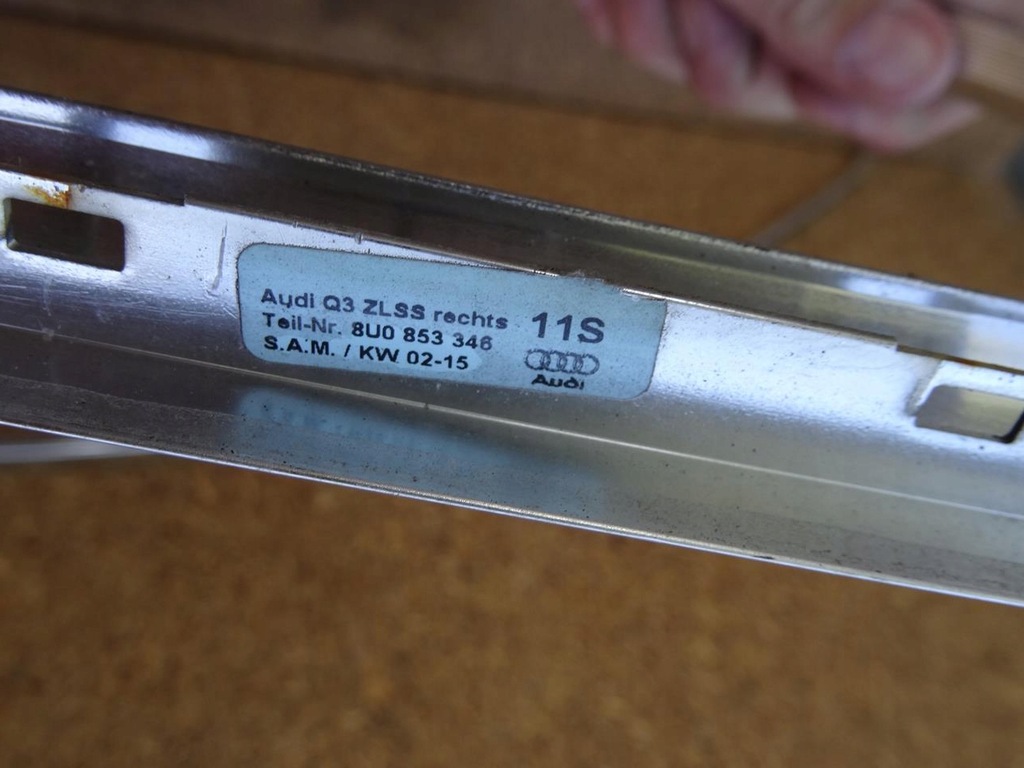 Audi Q3 ZLSS rechts 11S
Teil-Nr. 8U0 853 346
S.A.M. / KW 02-15
Audi